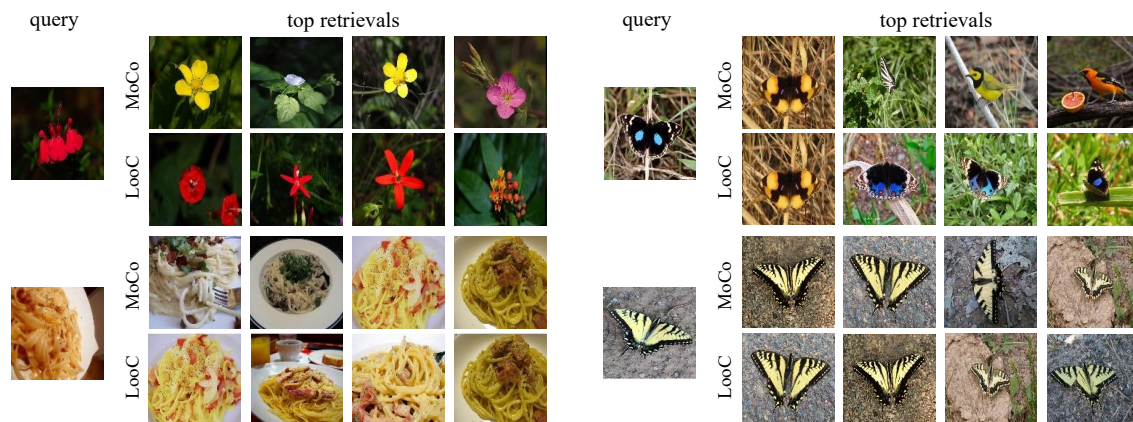 query top retrievals query top retrievals
MoCo MoCo
LooC LooC
MoCo MoCo
LooC LooC